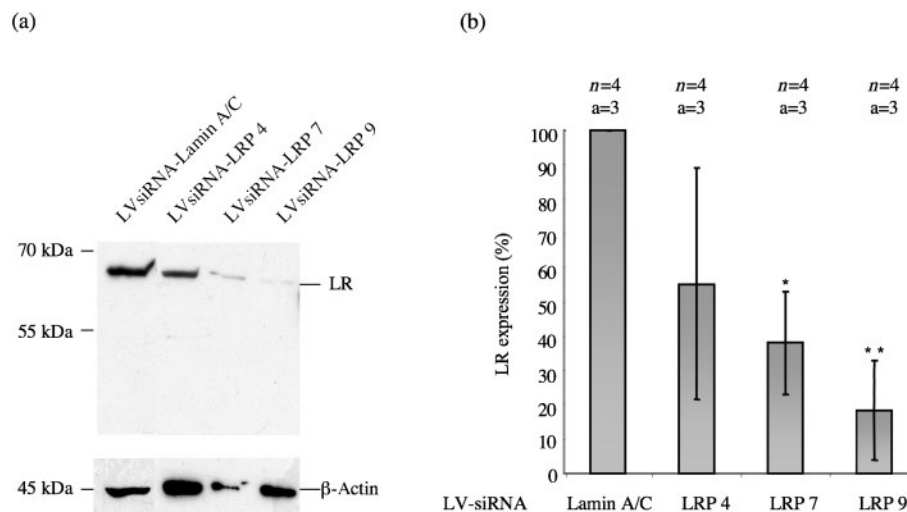 (a)
LVsiRNA-Lamin A/C
LVsiRNA-LRP 4
LVsiRNA-LRP 7
LVsiRNA-LRP 9
70 kDa
LR
55 kDa
45 kDa
β-Actin
(b)
n=4 n=4 n=4 n=4
a=3 a=3 a=3 a=3
LR expression (%)
100
90
80
70
60
50
40
30
20
10
0
*
* *
LV-siRNA Lamin A/C LRP 4 LRP 7 LRP 9